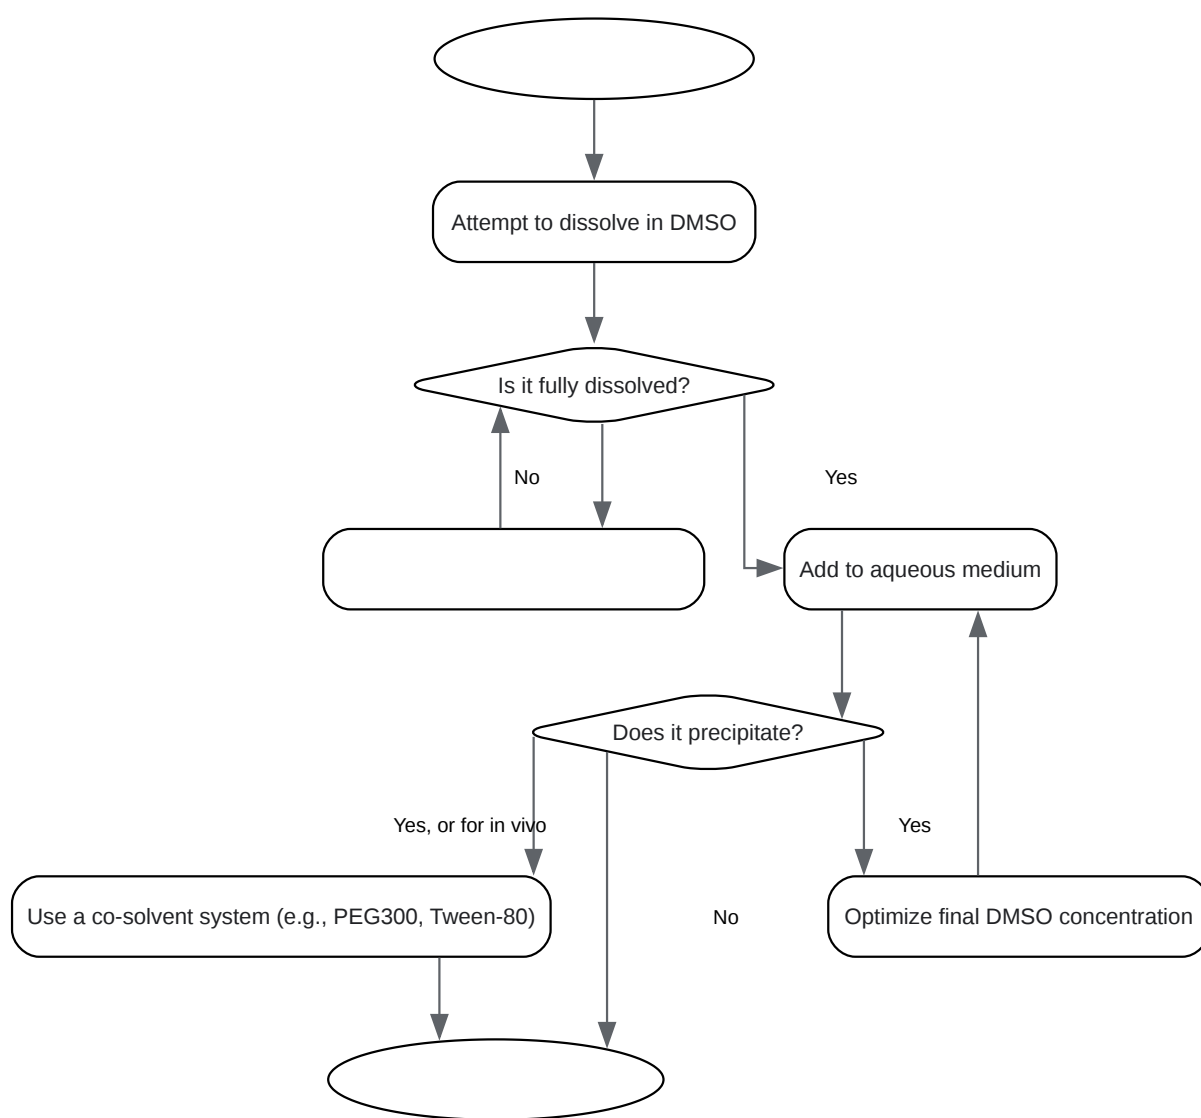 Attempt to dissolve in DMSO
Is it fully dissolved?
No
Yes
Add to aqueous medium
Does it precipitate?
Yes, or for in vivo
Yes
Use a co-solvent system (e.g., PEG300, Tween-80)
No
Optimize final DMSO concentration